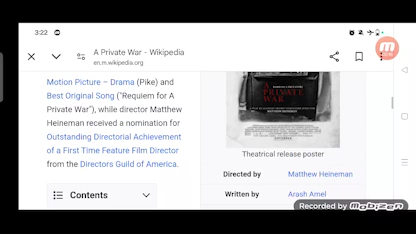 3:22
A Private War - Wikipedia
en.m.wikipedia.org
Motion Picture – Drama (Pike) and
Best Original Song ("Requiem for A
Private War"), while director Matthew
Heineman received a nomination for
Outstanding Directorial Achievement
of a First Time Feature Film Director
from the Directors Guild of America.
Contents
A
PRIVATE
WAR
MATTHEW HEINEMAN
Theatrical release poster
Directed by Matthew Heineman
Written by Arash Amel
Recorded by Mobizen